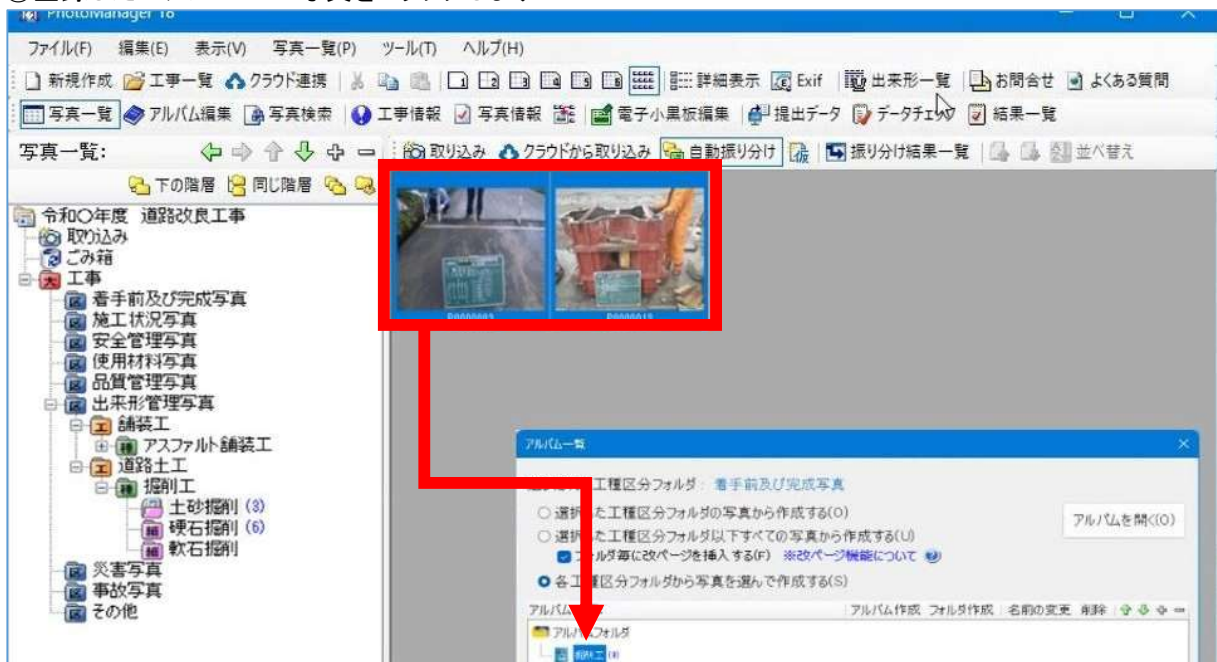 PhotoManager 18
ファイル(F) 編集(E) 表示(V) 写真一覧(P) ツール(T) ヘルプ(H)
新規作成 工事一覧 クラウド連携 詳細表示 Exif 出来形一覧 お問合せ よくある質問
写真一覧 アルバム編集 写真検索 工事情報 写真情報 電子小黒板編集 提出データ データチェック 結果一覧
写真一覧: 取り込み クラウドから取り込み 自動振り分け 振り分け結果一覧 並べ替え
下の階層 同じ階層
令和〇年度 道路改良工事
取り込み
ごみ箱
工事
着手前及び完成写真
施工状況写真
安全管理写真
使用材料写真
品質管理写真
出来形管理写真
舗装工
アスファルト舗装工
道路土工
掘削工
土砂掘削 (3)
硬石掘削 (6)
軟石掘削
災害写真
事故写真
その他
アルバム一覧
工種区分フォルダ: 着手前及び完成写真
選択 た工種区分フォルダの写真から作成する(O)
アルバムを開く(O)
選択 た工種区分フォルダ以下すべての写真から作成する(U)
フォルダ毎に改ページを挿入する(F) ※改ページ機能について
各工種区分フォルダから写真を選んで作成する(S)
アルバム作成 フォルダ作成 名前の変更 削除
アルバムフォルダ